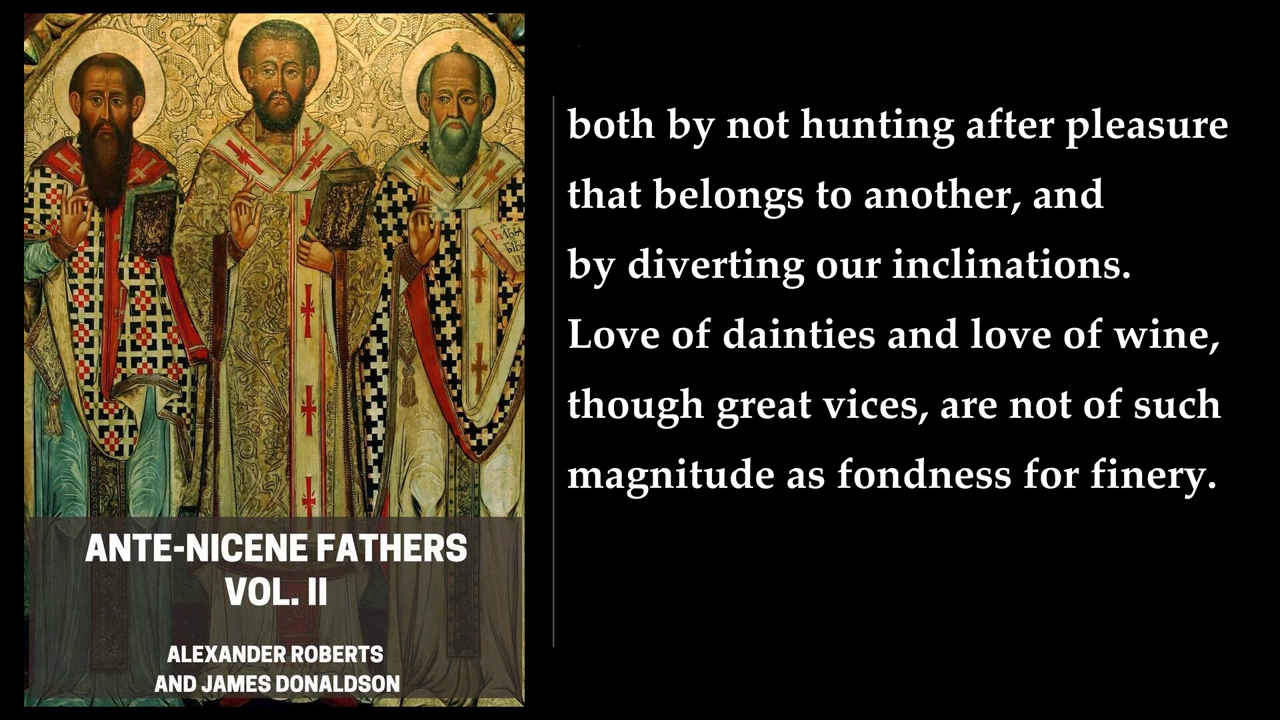 both by not hunting after pleasure
that belongs to another, and
by diverting our inclinations.
Love of dainties and love of wine,
though great vices, are not of such
magnitude as fondness for finery.
ANTE-NICENE FATHERS
VOL. II
ALEXANDER ROBERTS
AND JAMES DONALDSON